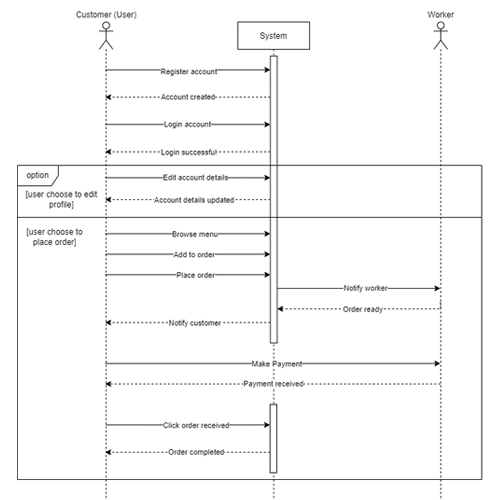 Customer (User)
System
Worker
Register account
Account created
Login account
Login successful
option
Edit account details
[user choose to edit
profile]
Account details updated
[user choose to
place order]
Browse menu
Add to order
Place order
Notify worker
Order ready
Notify customer
Make Payment
Payment received
Click order received
Order completed